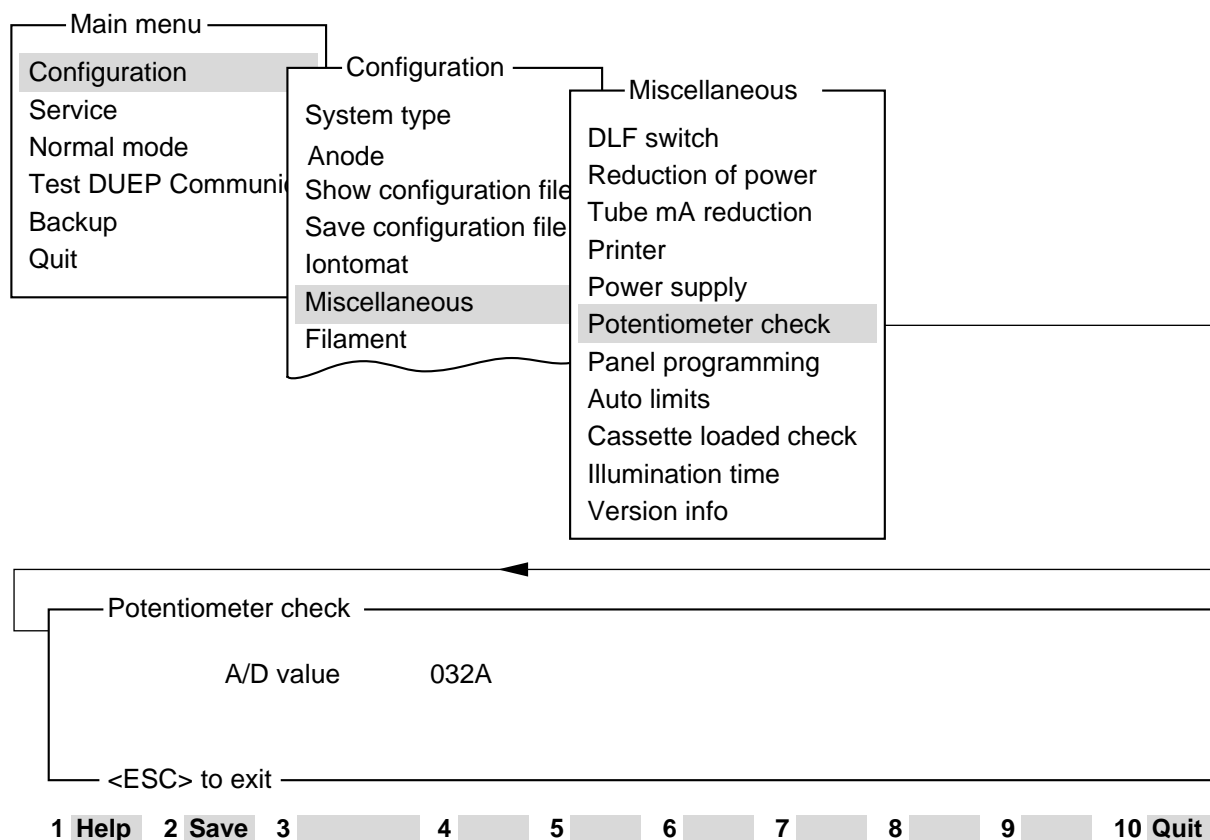 Main menu
Configuration
Service
Normal mode
Test DUEP Communi
Backup
Quit
Configuration
System type
Anode
Show configuration file
Save configuration file
Iontomat
Miscellaneous
Filament
Miscellaneous
DLF switch
Reduction of power
Tube mA reduction
Printer
Power supply
Potentiometer check
Panel programming
Auto limits
Cassette loaded check
Illumination time
Version info
Potentiometer check
A/D value 032A
<ESC> to exit
1 Help 2 Save 3 4 5 6 7 8 9 10 Quit